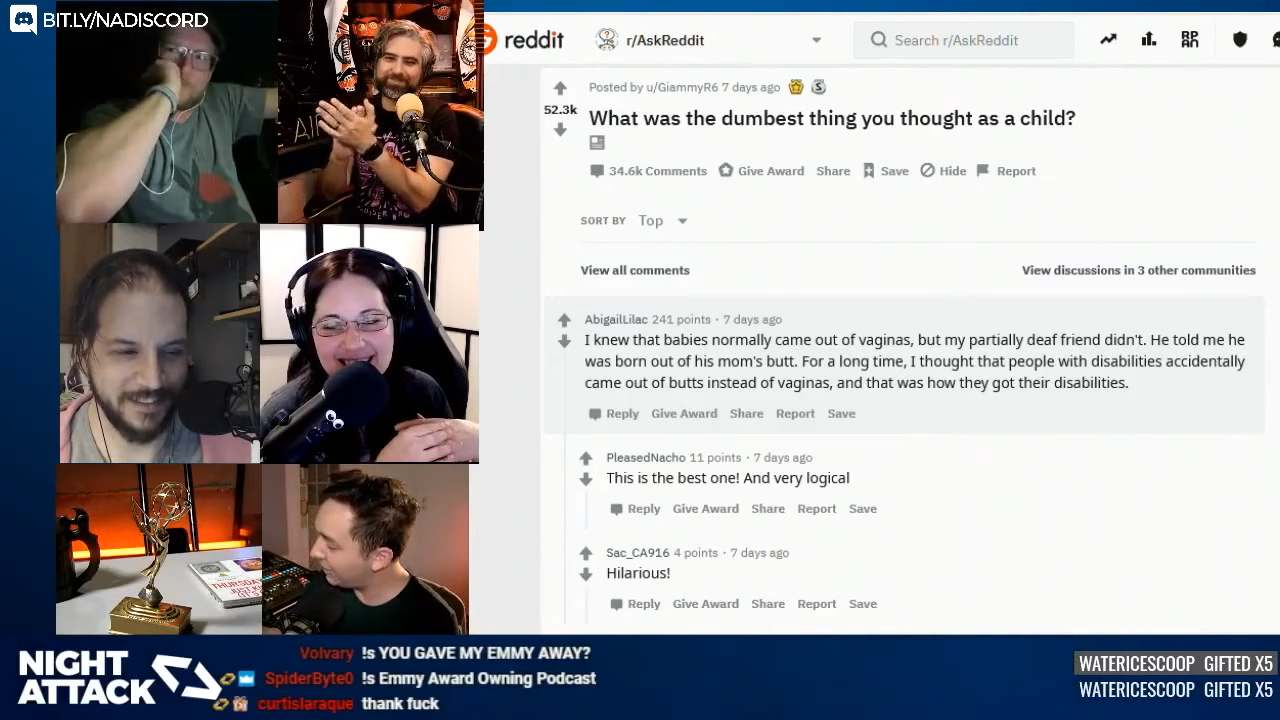 BIT.LY/NADISCORD
reddit
r/AskReddit
Search r/AskReddit
Posted by u/GiammyR6 7 days ago
52.3k
What was the dumbest thing you thought as a child?
34.6k Comments Give Award Share Save Hide Report
SORT BY Top
View all comments
View discussions in 3 other communities
AbigailLilac 241 points · 7 days ago
I knew that babies normally came out of vaginas, but my partially deaf friend didn't. He told me he
was born out of his mom's butt. For a long time, I thought that people with disabilities accidentally
came out of butts instead of vaginas, and that was how they got their disabilities.
Reply Give Award Share Report Save
PleasedNacho 11 points · 7 days ago
This is the best one! And very logical
Reply Give Award Share Report Save
Sac_CA916 4 points · 7 days ago
Hilarious!
Reply Give Award Share Report Save
THURSDAY
NIGHT
ATTACK
Volvary !s YOU GAVE MY EMMY AWAY?
SpiderByte0 !s Emmy Award Owning Podcast
curtislaraque thank fuck
WATERICESCOOP GIFTED X5
WATERICESCOOP GIFTED X5